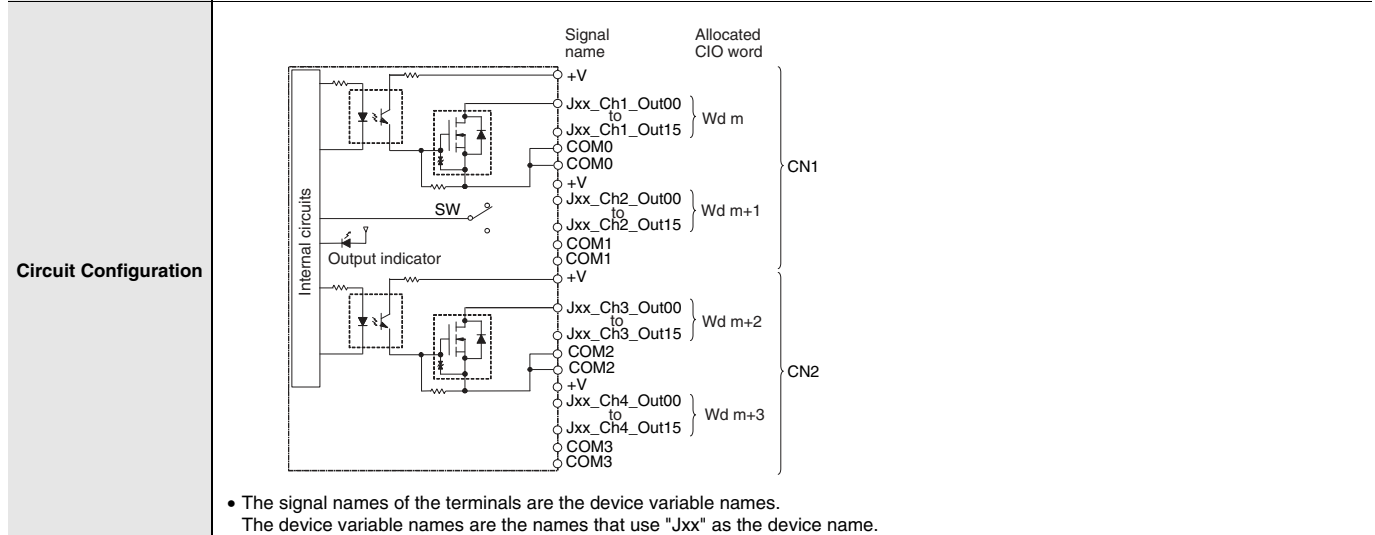 Circuit Configuration
Signal name
Allocated CIO word
Internal circuits
SW
Output indicator
+V
Jxx_Ch1_Out00
to
Jxx_Ch1_Out15
Wd m
COM0
COM0
+V
Jxx_Ch2_Out00
to
Jxx_Ch2_Out15
Wd m+1
COM1
COM1
CN1
+V
Jxx_Ch3_Out00
to
Jxx_Ch3_Out15
Wd m+2
COM2
COM2
+V
Jxx_Ch4_Out00
to
Jxx_Ch4_Out15
Wd m+3
COM3
COM3
CN2
• The signal names of the terminals are the device variable names.
The device variable names are the names that use "Jxx" as the device name.